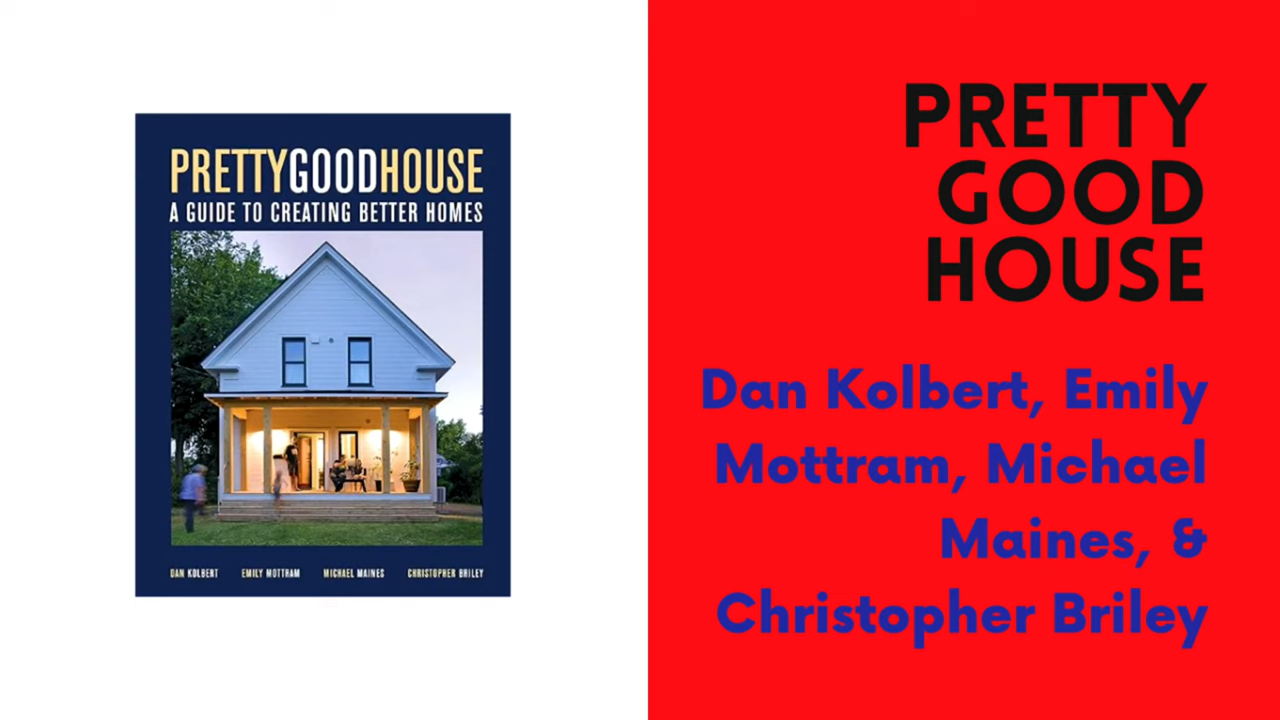 PRETTYGOODHOUSE
A GUIDE TO CREATING BETTER HOMES
DAN KOLBERT EMILY MOTTRAM MICHAEL MAINES CHRISTOPHER BRILEY
PRETTY
GOOD
HOUSE
Dan Kolbert, Emily
Mottram, Michael
Maines, &
Christopher Briley